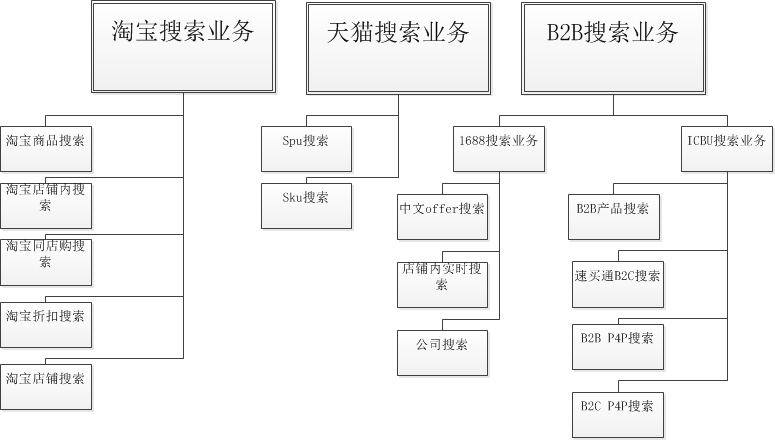 淘宝搜索业务
天猫搜索业务
B2B搜索业务
淘宝商品搜索
淘宝店铺内搜
索
淘宝同店购搜
索
淘宝折扣搜索
淘宝店铺搜索
Spu搜索
Sku搜索
1688搜索业务
中文offer搜索
店铺内实时搜
索
公司搜索
ICBU搜索业务
B2B产品搜索
速买通B2C搜索
B2B P4P搜索
B2C P4P搜索